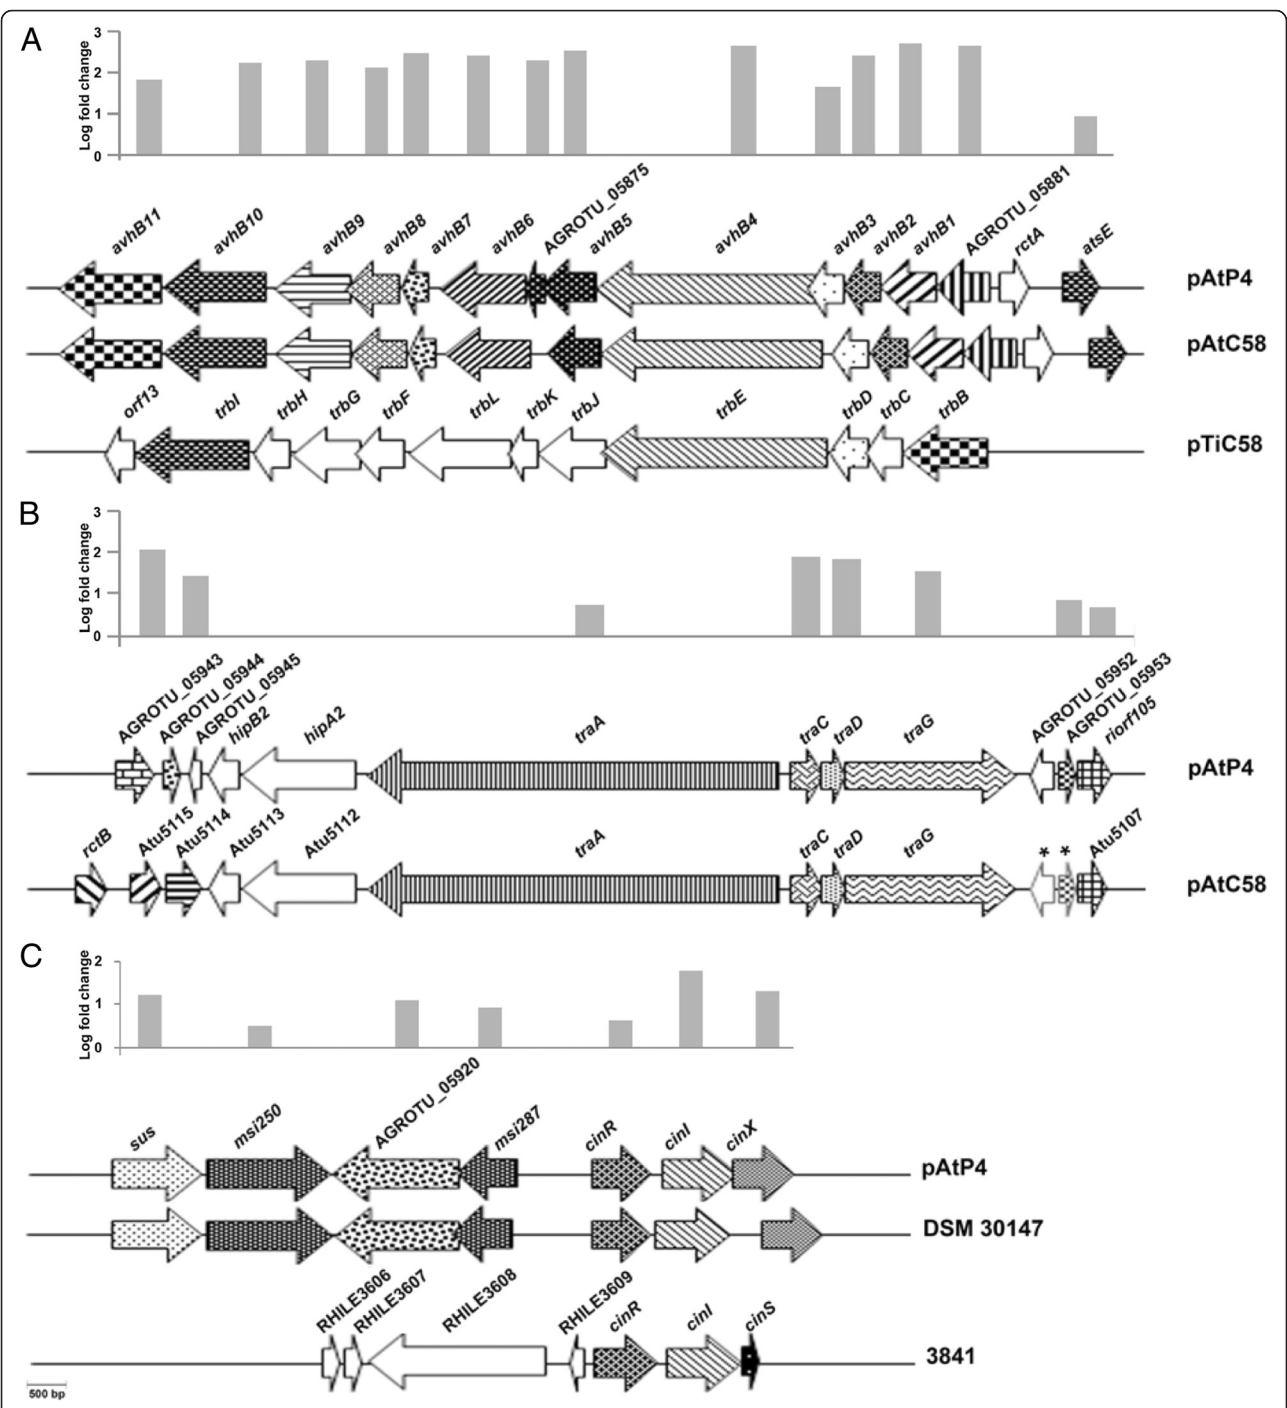 A
Log fold change
3
2
1
0
avhB11
avhB10
avhB9
avhB8
avhB7
avhB6
AGROTU_05875
avhB5
avhB4
avhB3
avhB2
avhB1
AGROTU_05881
rctA
atsE
pAtP4
pAtC58
orf13
trbI
trbH
trbG
trbF
trbL
trbK
trbJ
trbE
trbD
trbC
trbB
pTiC58
B
Log fold change
3
2
1
0
AGROTU_05943
AGROTU_05944
AGROTU_05945
hipB2
hipA2
traA
traC
traD
traG
AGROTU_05952
AGROTU_05953
riorf105
pAtP4
rctB
Atu5115
Atu5114
Atu5113
Atu5112
traA
traC
traD
traG
* *
Atu5107
pAtC58
C
Log fold change
2
1
0
sus
msi250
AGROTU_05920
msi287
cinR
cinI
cinX
pAtP4
DSM 30147
RHILE3606
RHILE3607
RHILE3608
RHILE3609
cinR
cinI
cinS
3841
500 bp